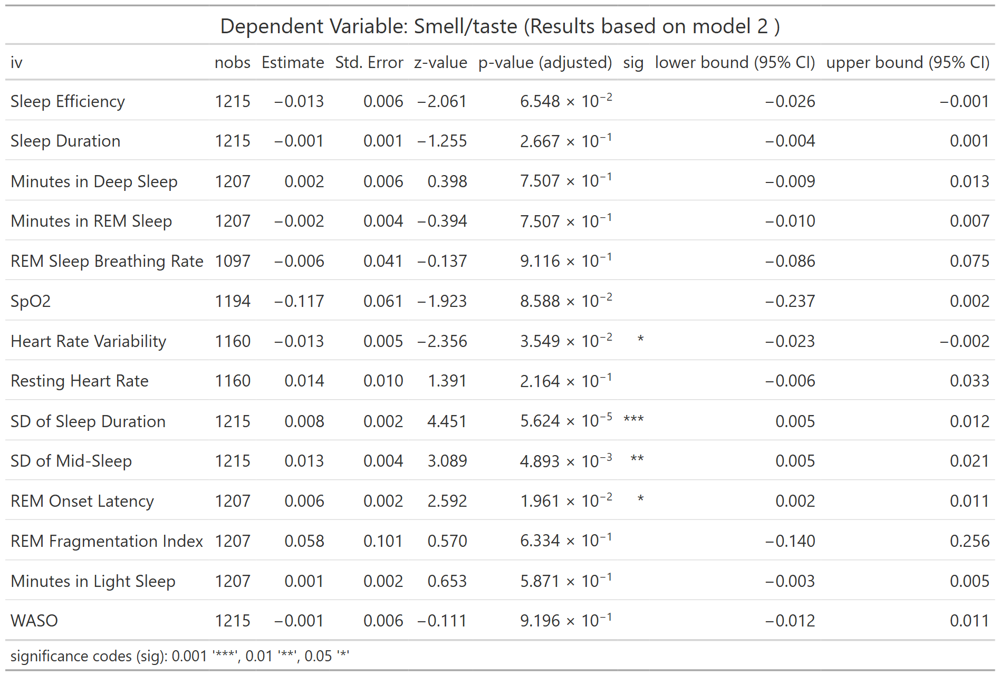 Dependent Variable: Smell/taste (Results based on model 2 )
iv nobs Estimate Std. Error z-value p-value (adjusted) sig lower bound (95% CI) upper bound (95% CI)
Sleep Efficiency 1215 −0.013 0.006 −2.061 6.548 × 10⁻² −0.026 −0.001
Sleep Duration 1215 −0.001 0.001 −1.255 2.667 × 10⁻¹ −0.004 0.001
Minutes in Deep Sleep 1207 0.002 0.006 0.398 7.507 × 10⁻¹ −0.009 0.013
Minutes in REM Sleep 1207 −0.002 0.004 −0.394 7.507 × 10⁻¹ −0.010 0.007
REM Sleep Breathing Rate 1097 −0.006 0.041 −0.137 9.116 × 10⁻¹ −0.086 0.075
SpO2 1194 −0.117 0.061 −1.923 8.588 × 10⁻² −0.237 0.002
Heart Rate Variability 1160 −0.013 0.005 −2.356 3.549 × 10⁻² * −0.023 −0.002
Resting Heart Rate 1160 0.014 0.010 1.391 2.164 × 10⁻¹ −0.006 0.033
SD of Sleep Duration 1215 0.008 0.002 4.451 5.624 × 10⁻⁵ *** 0.005 0.012
SD of Mid-Sleep 1215 0.013 0.004 3.089 4.893 × 10⁻³ ** 0.005 0.021
REM Onset Latency 1207 0.006 0.002 2.592 1.961 × 10⁻² * 0.002 0.011
REM Fragmentation Index 1207 0.058 0.101 0.570 6.334 × 10⁻¹ −0.140 0.256
Minutes in Light Sleep 1207 0.001 0.002 0.653 5.871 × 10⁻¹ −0.003 0.005
WASO 1215 −0.001 0.006 −0.111 9.196 × 10⁻¹ −0.012 0.011
significance codes (sig): 0.001 '***', 0.01 '**', 0.05 '*'